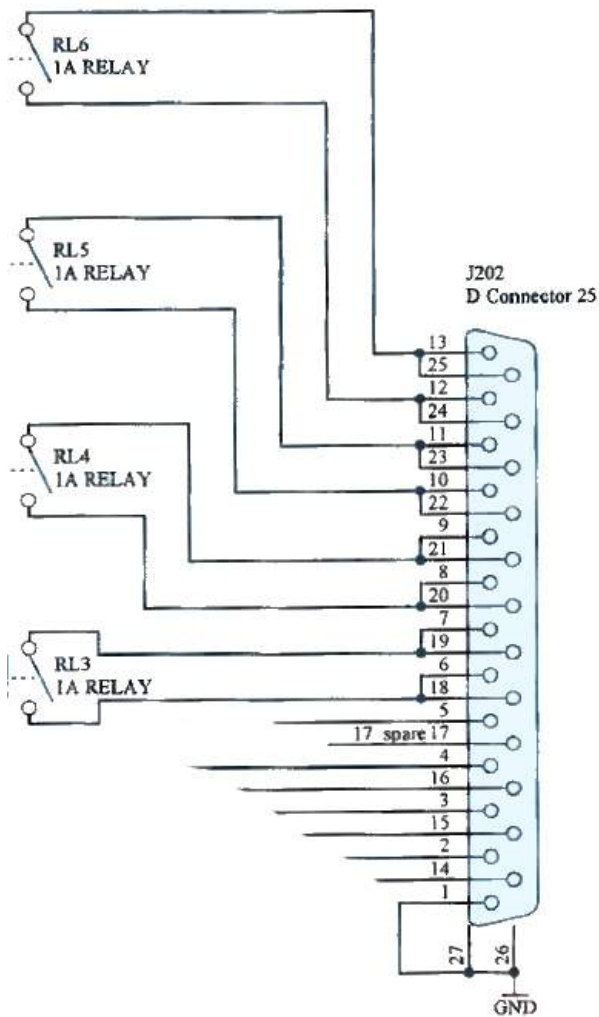 RL6
1A RELAY
RL5
1A RELAY
J202
D Connector 25
13
25
12
24
11
23
10
22
9
21
8
20
7
19
6
18
5
17 spare 17
4
16
3
15
2
14
1
RL4
1A RELAY
RL3
1A RELAY
27
26
GND